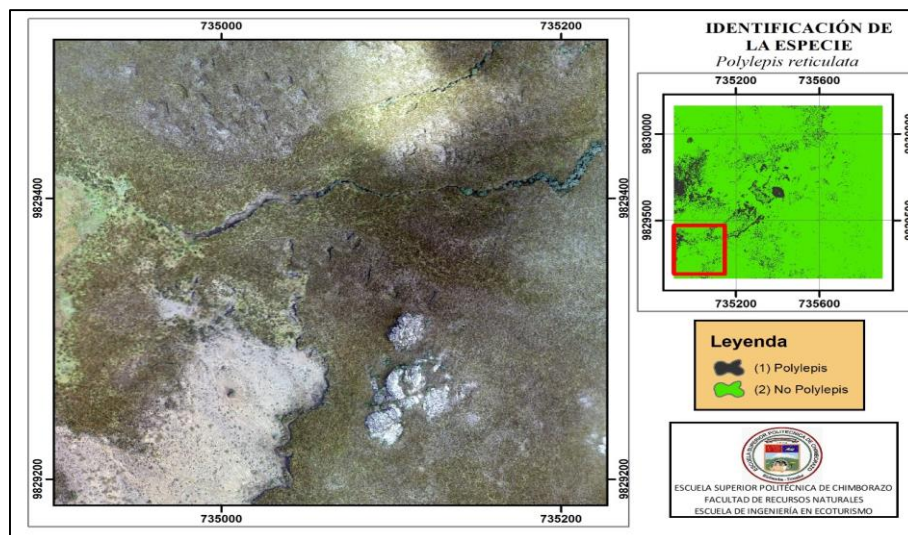 735000
735200
9829400
9829200
9829400
9829200
735000
735200
IDENTIFICACIÓN DE
LA ESPECIE
Polylepis reticulata
735200
735600
9830000
9829500
9830000
9829500
735200
735600
Leyenda
(1) Polylepis
(2) No Polylepis
ESCUELA SUPERIOR POLITÉCNICA DE CHIMBORAZO
FACULTAD DE RECURSOS NATURALES
ESCUELA DE INGENIERÍA EN ECOTURISMO